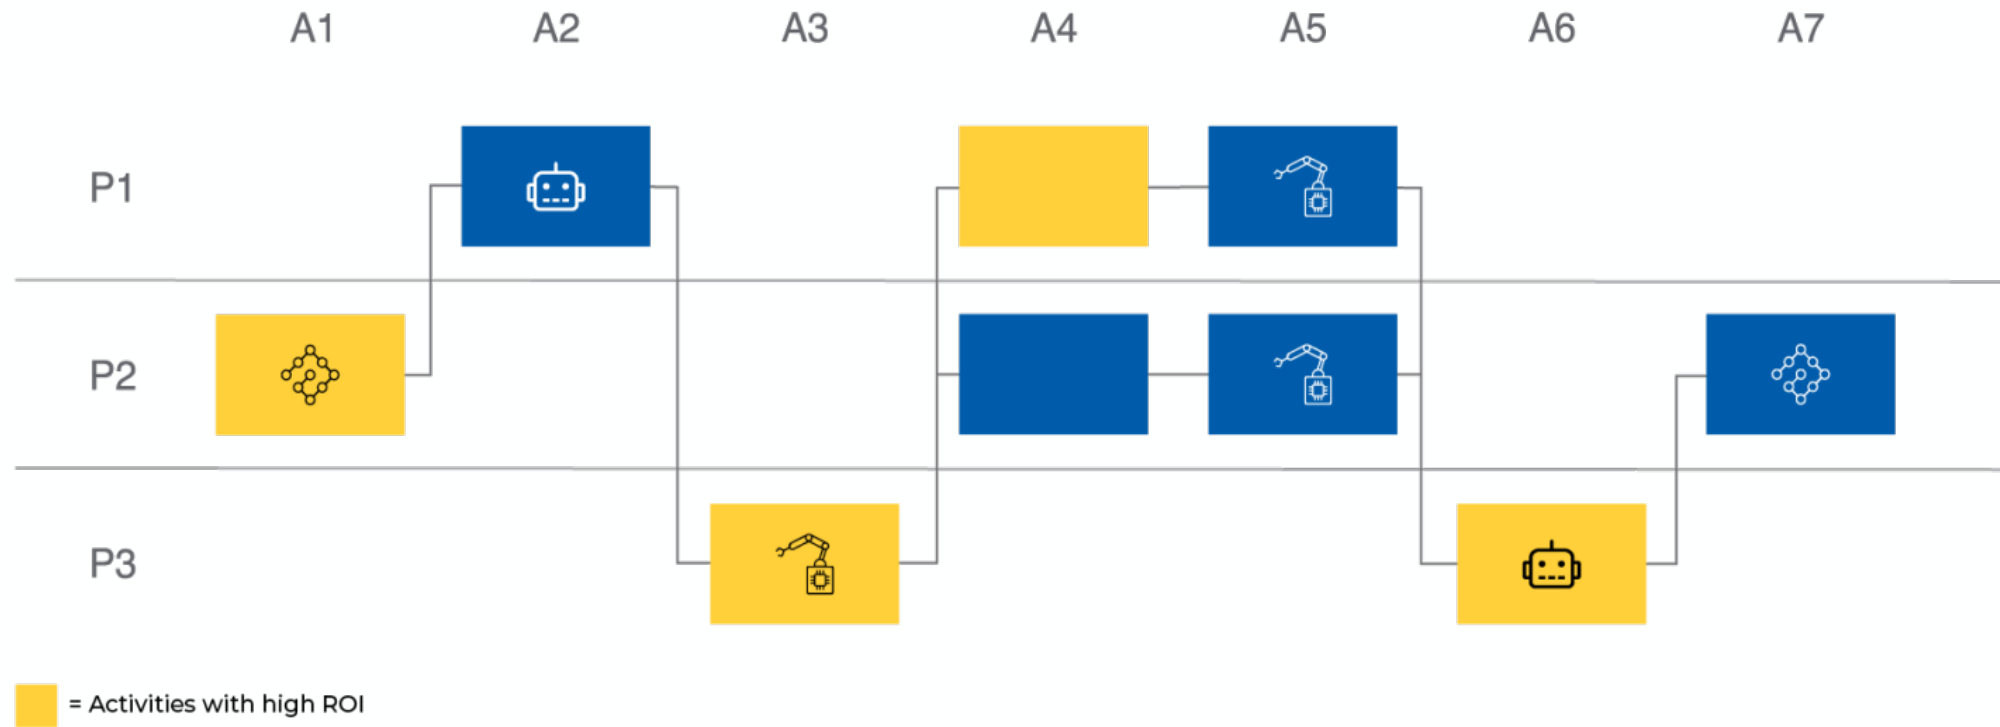 A1 A2 A3 A4 A5 A6 A7
P1
P2
P3
= Activities with high ROI